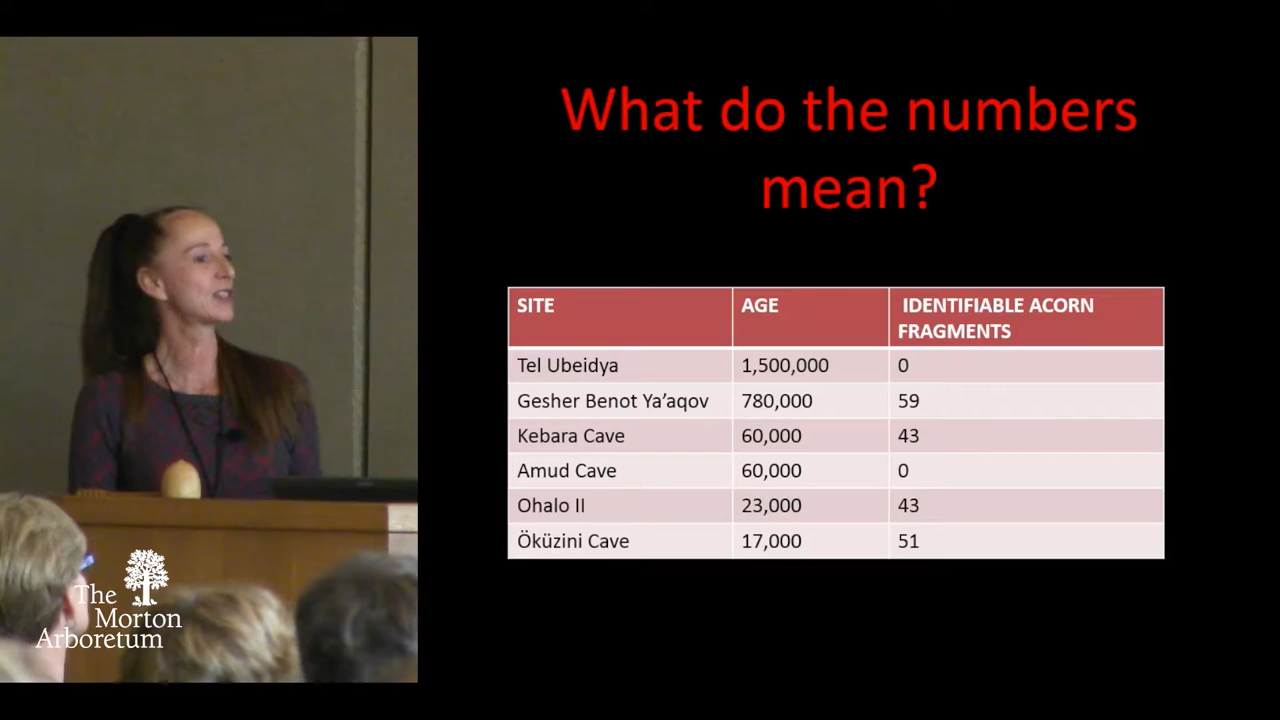 What do the numbers
mean?
SITE AGE IDENTIFIABLE ACORN
FRAGMENTS
Tel Ubeidya 1,500,000 0
Gesher Benot Ya’aqov 780,000 59
Kebara Cave 60,000 43
Amud Cave 60,000 0
Ohalo II 23,000 43
Öküzini Cave 17,000 51
The
Morton
Arboretum